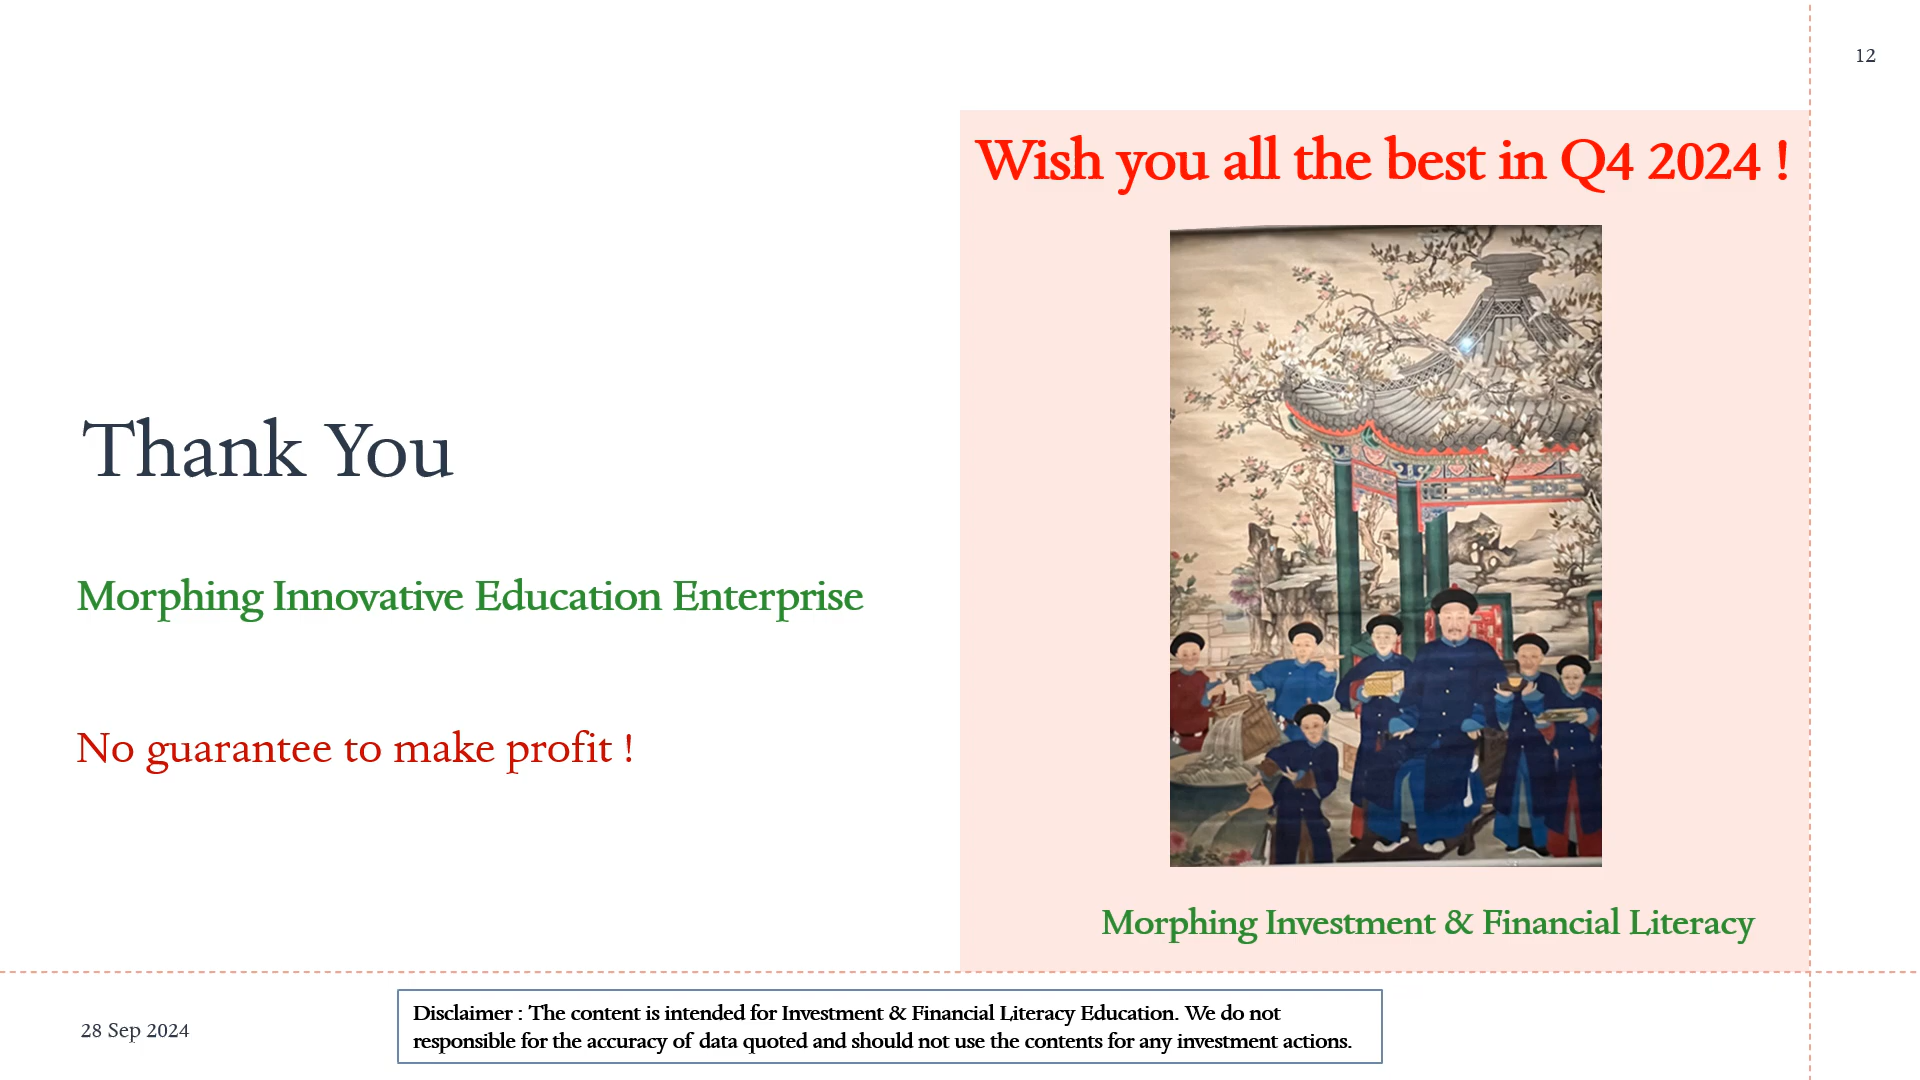 12
Wish you all the best in Q4 2024 !
Thank You
Morphing Innovative Education Enterprise
No guarantee to make profit !
Morphing Investment & Financial Literacy
28 Sep 2024
Disclaimer : The content is intended for Investment & Financial Literacy Education. We do not
responsible for the accuracy of data quoted and should not use the contents for any investment actions.